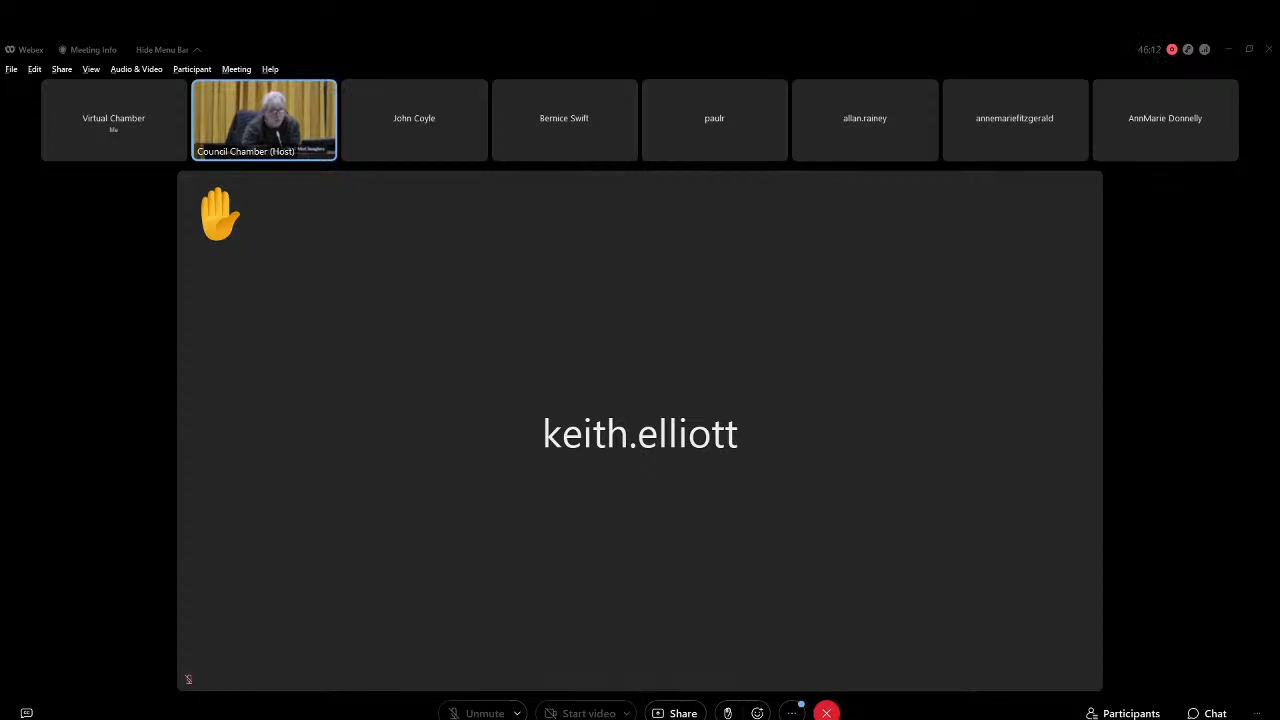 Webex
Meeting Info
Hide Menu Bar
46:12
File
Edit
Share
View
Audio & Video
Participant
Meeting
Help
Virtual Chamber
Me
Council Chamber (Host)
John Coyle
Bernice Swift
paulr
allan.rainey
annemariefitzgerald
AnnMarie Donnelly
keith.elliott
Unmute
Start video
Share
Participants
Chat